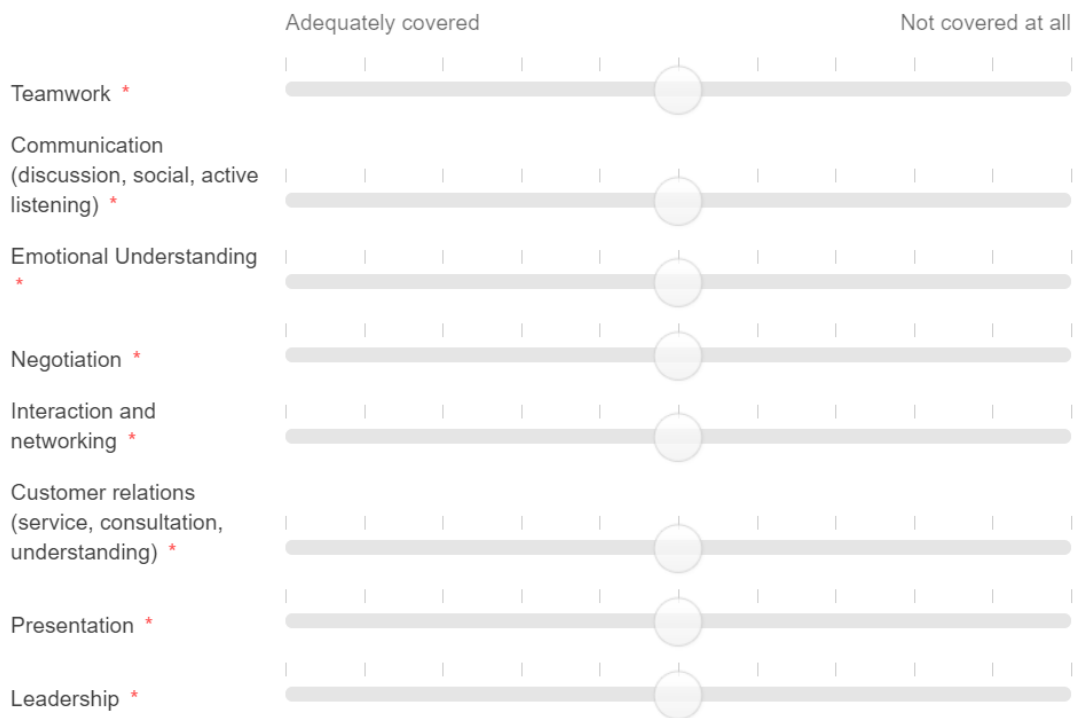 Adequately covered Not covered at all
Teamwork *
Communication
(discussion, social, active
listening) *
Emotional Understanding
*
Negotiation *
Interaction and
networking *
Customer relations
(service, consultation,
understanding) *
Presentation *
Leadership *